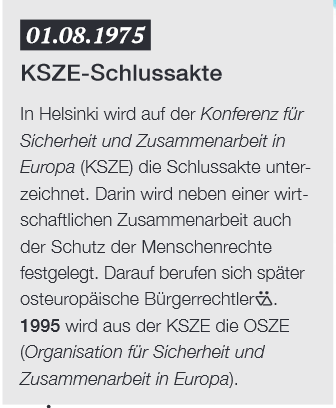 01.08.1975
KSZE-Schlussakte
In Helsinki wird auf der Konferenz für
Sicherheit und Zusammenarbeit in
Europa (KSZE) die Schlussakte unter-
zeichnet. Darin wird neben einer wirt-
schaftlichen Zusammenarbeit auch
der Schutz der Menschenrechte
festgelegt. Darauf berufen sich später
osteuropäische Bürgerrechtler.
1995 wird aus der KSZE die OSZE
(Organisation für Sicherheit und
Zusammenarbeit in Europa).